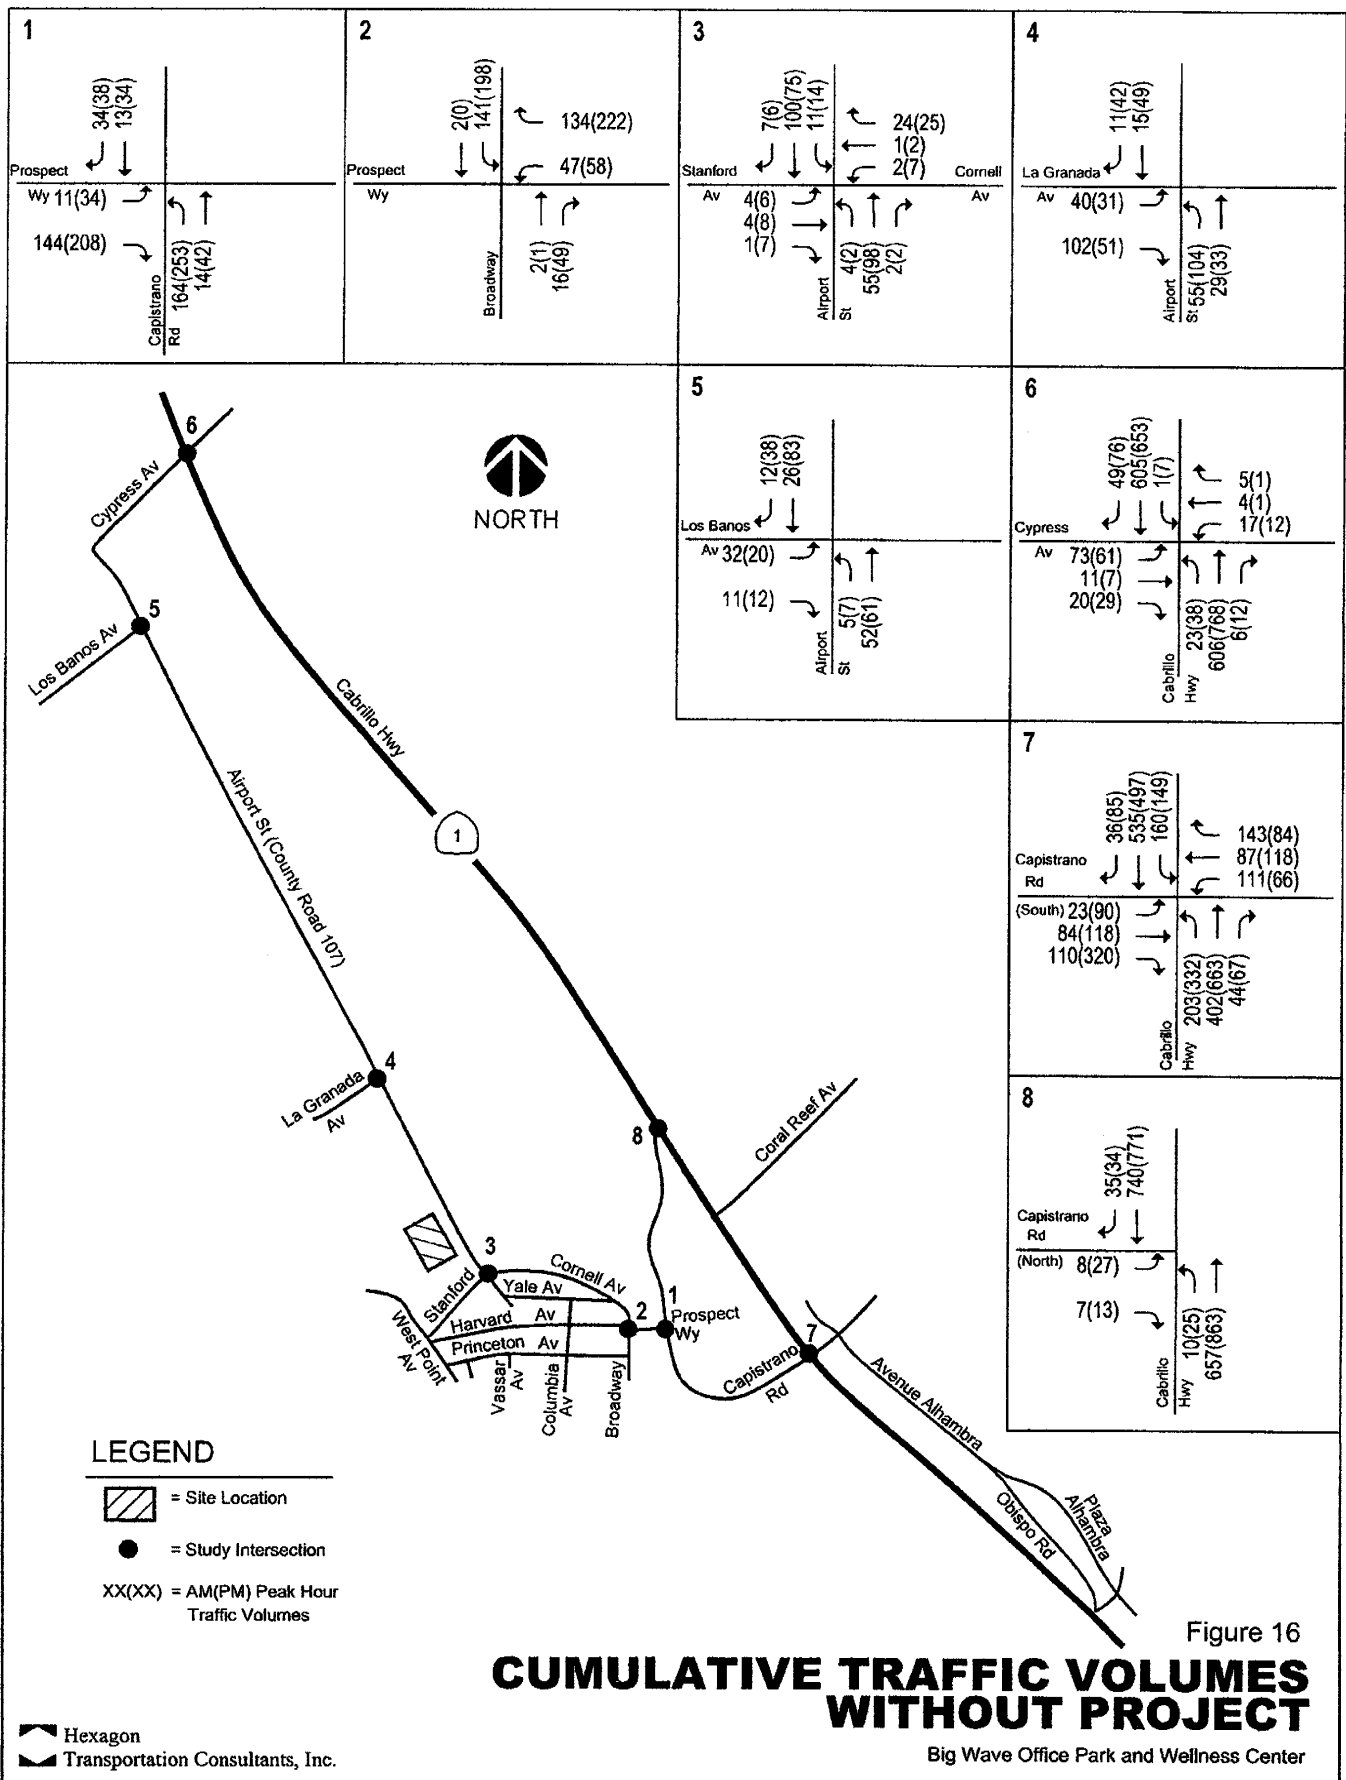 1
34(38)
13(34)
Prospect
Wy
11(34)
144(208)
Capistrano
Rd
164(253)
14(42)
2
2(0)
141(198)
134(222)
47(58)
Prospect
Wy
Broadway
2(1)
16(49)
3
7(6)
100(75)
11(14)
24(25)
1(2)
2(7)
Stanford
Av
Cornell
Av
4(6)
4(8)
1(7)
Airport
St
4(2)
55(98)
2(2)
4
11(42)
15(49)
La Granada
Av
40(31)
102(51)
Airport
St
55(104)
29(33)
5
12(38)
26(83)
Los Banos
Av
32(20)
11(12)
Airport
St
5(7)
52(61)
6
49(76)
605(653)
1(7)
5(1)
4(1)
17(12)
Cypress
Av
73(61)
11(7)
20(29)
Cabrillo
Hwy
23(38)
606(768)
6(12)
7
36(85)
535(497)
160(149)
143(84)
87(118)
111(66)
Capistrano
Rd
(South)
23(90)
84(118)
110(320)
Cabrillo
Hwy
203(332)
402(663)
44(67)
8
35(34)
740(771)
Capistrano
Rd
(North)
8(27)
7(13)
Cabrillo
Hwy
10(25)
657(863)
6
Cypress Av
NORTH
5
Los Banos Av
Cabrillo Hwy
1
Airport St (County Road 107)
4
La Granada
Av
8
Coral Reef Av
3
Stanford
Cornell Av
Yale Av
Harvard Av
Princeton Av
West Point
Av
Vassar
Av
Columbia
Av
Broadway
2
1
Prospect
Wy
7
Capistrano
Rd
Avenue Alhambra
Obispo Rd
Plaza
Alhambra
LEGEND
= Site Location
= Study Intersection
XX(XX) = AM(PM) Peak Hour
Traffic Volumes
Figure 16
CUMULATIVE TRAFFIC VOLUMES
WITHOUT PROJECT
Big Wave Office Park and Wellness Center
Hexagon
Transportation Consultants, Inc.